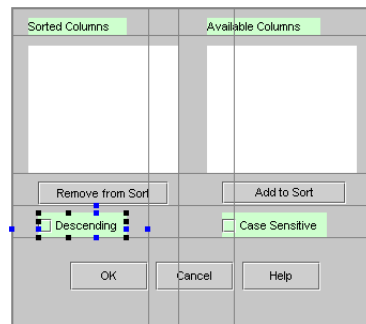 Sorted Columns Available Columns
Remove from Sort Add to Sort
Descending Case Sensitive
OK Cancel Help